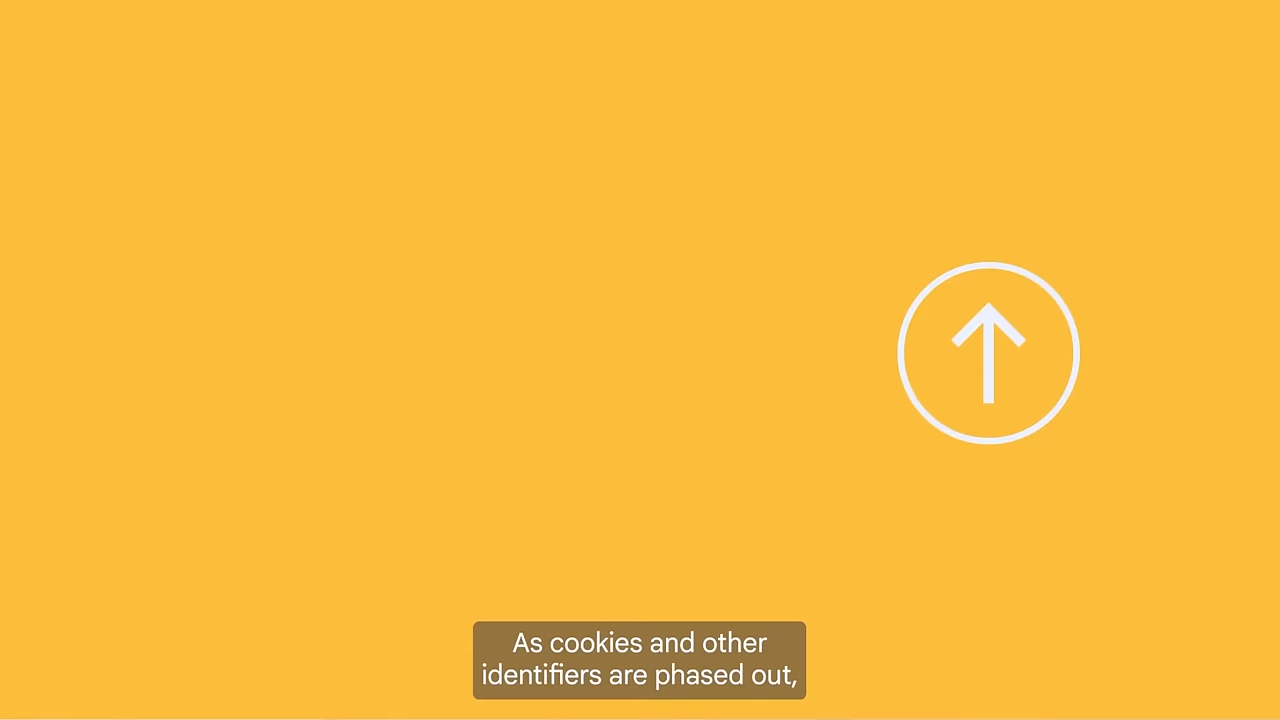 As cookies and other
identifiers are phased out,